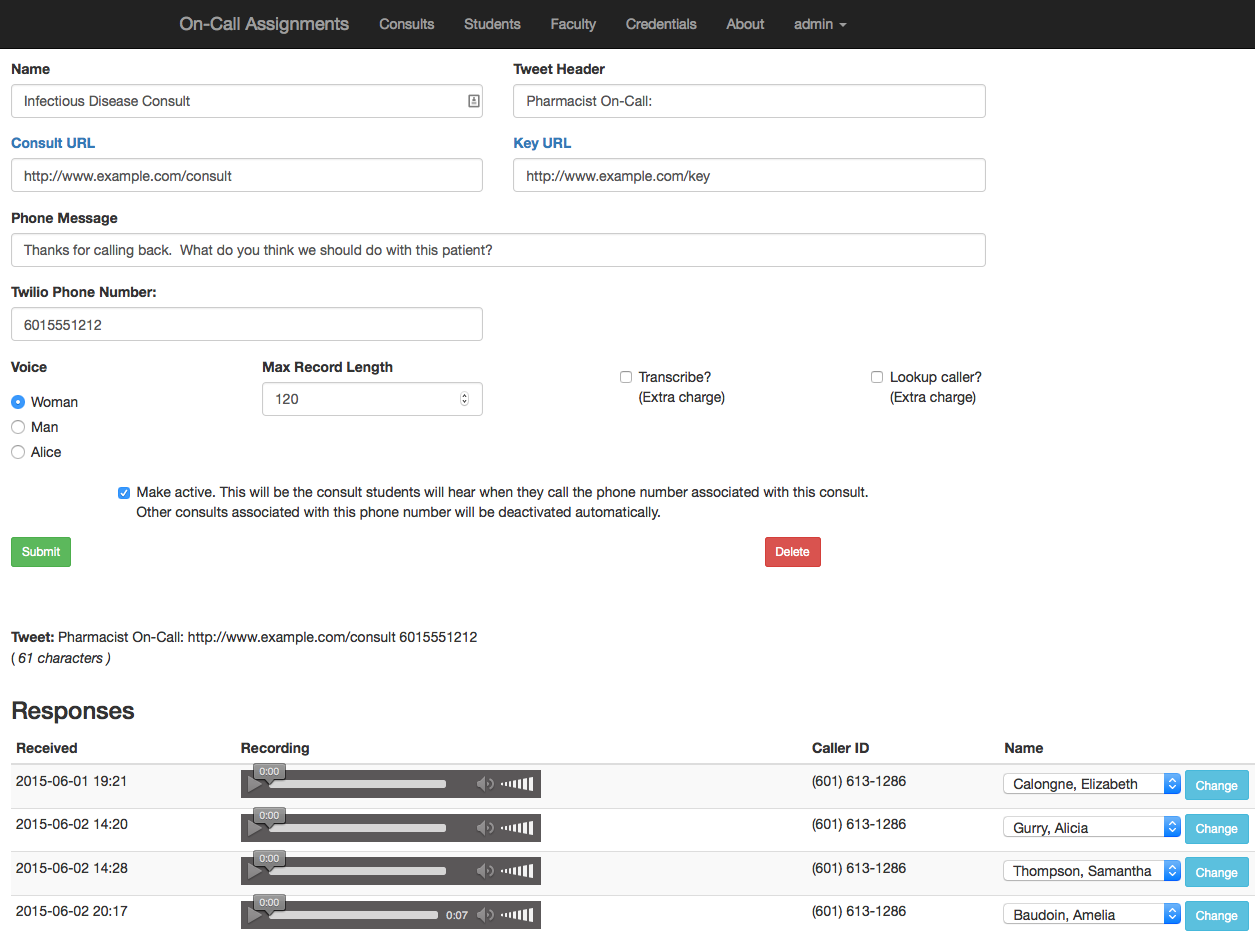 On-Call Assignments Consults Students Faculty Credentials About admin
Name Tweet Header
Infectious Disease Consult Pharmacist On-Call:
Consult URL Key URL
http://www.example.com/consult http://www.example.com/key
Phone Message
Thanks for calling back.  What do you think we should do with this patient?
Twilio Phone Number:
6015551212
Voice Max Record Length
Transcribe? Lookup caller?
120 (Extra charge) (Extra charge)
Woman
Man
Alice
Make active. This will be the consult students will hear when they call the phone number associated with this consult.
Other consults associated with this phone number will be deactivated automatically.
Submit Delete
Tweet: Pharmacist On-Call: http://www.example.com/consult 6015551212
( 61 characters )
Responses
Received Recording Caller ID Name
2015-06-01 19:21 0:00 (601) 613-1286 Calongne, Elizabeth Change
2015-06-02 14:20 0:00 (601) 613-1286 Gurry, Alicia Change
2015-06-02 14:28 0:00 (601) 613-1286 Thompson, Samantha Change
2015-06-02 20:17 0:00 0:07 (601) 613-1286 Baudoin, Amelia Change